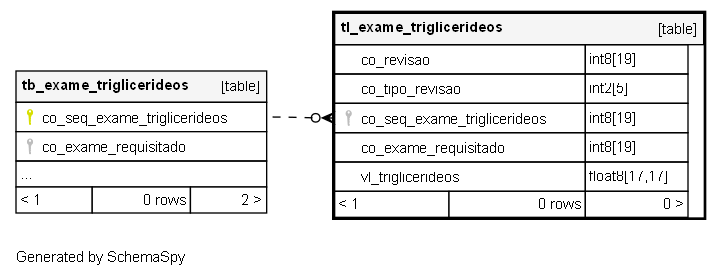 tb_exame_triglicerideos [table]
co_seq_exame_triglicerideos
co_exame_requisitado
...
< 1 0 rows 2 >
tl_exame_triglicerideos [table]
co_revisao int8[19]
co_tipo_revisao int2[5]
co_seq_exame_triglicerideos int8[19]
co_exame_requisitado int8[19]
vl_triglicerideos float8[17,17]
< 1 0 rows 0 >
Generated by SchemaSpy